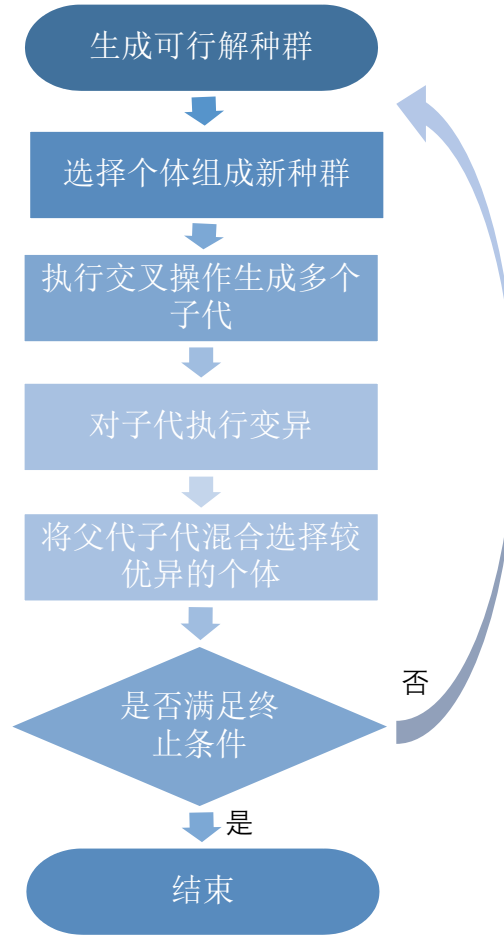 生成可行解种群
选择个体组成新种群
执行交叉操作生成多个
子代
对子代执行变异
将父代子代混合选择较
优异的个体
否
是否满足终
止条件
是
结束